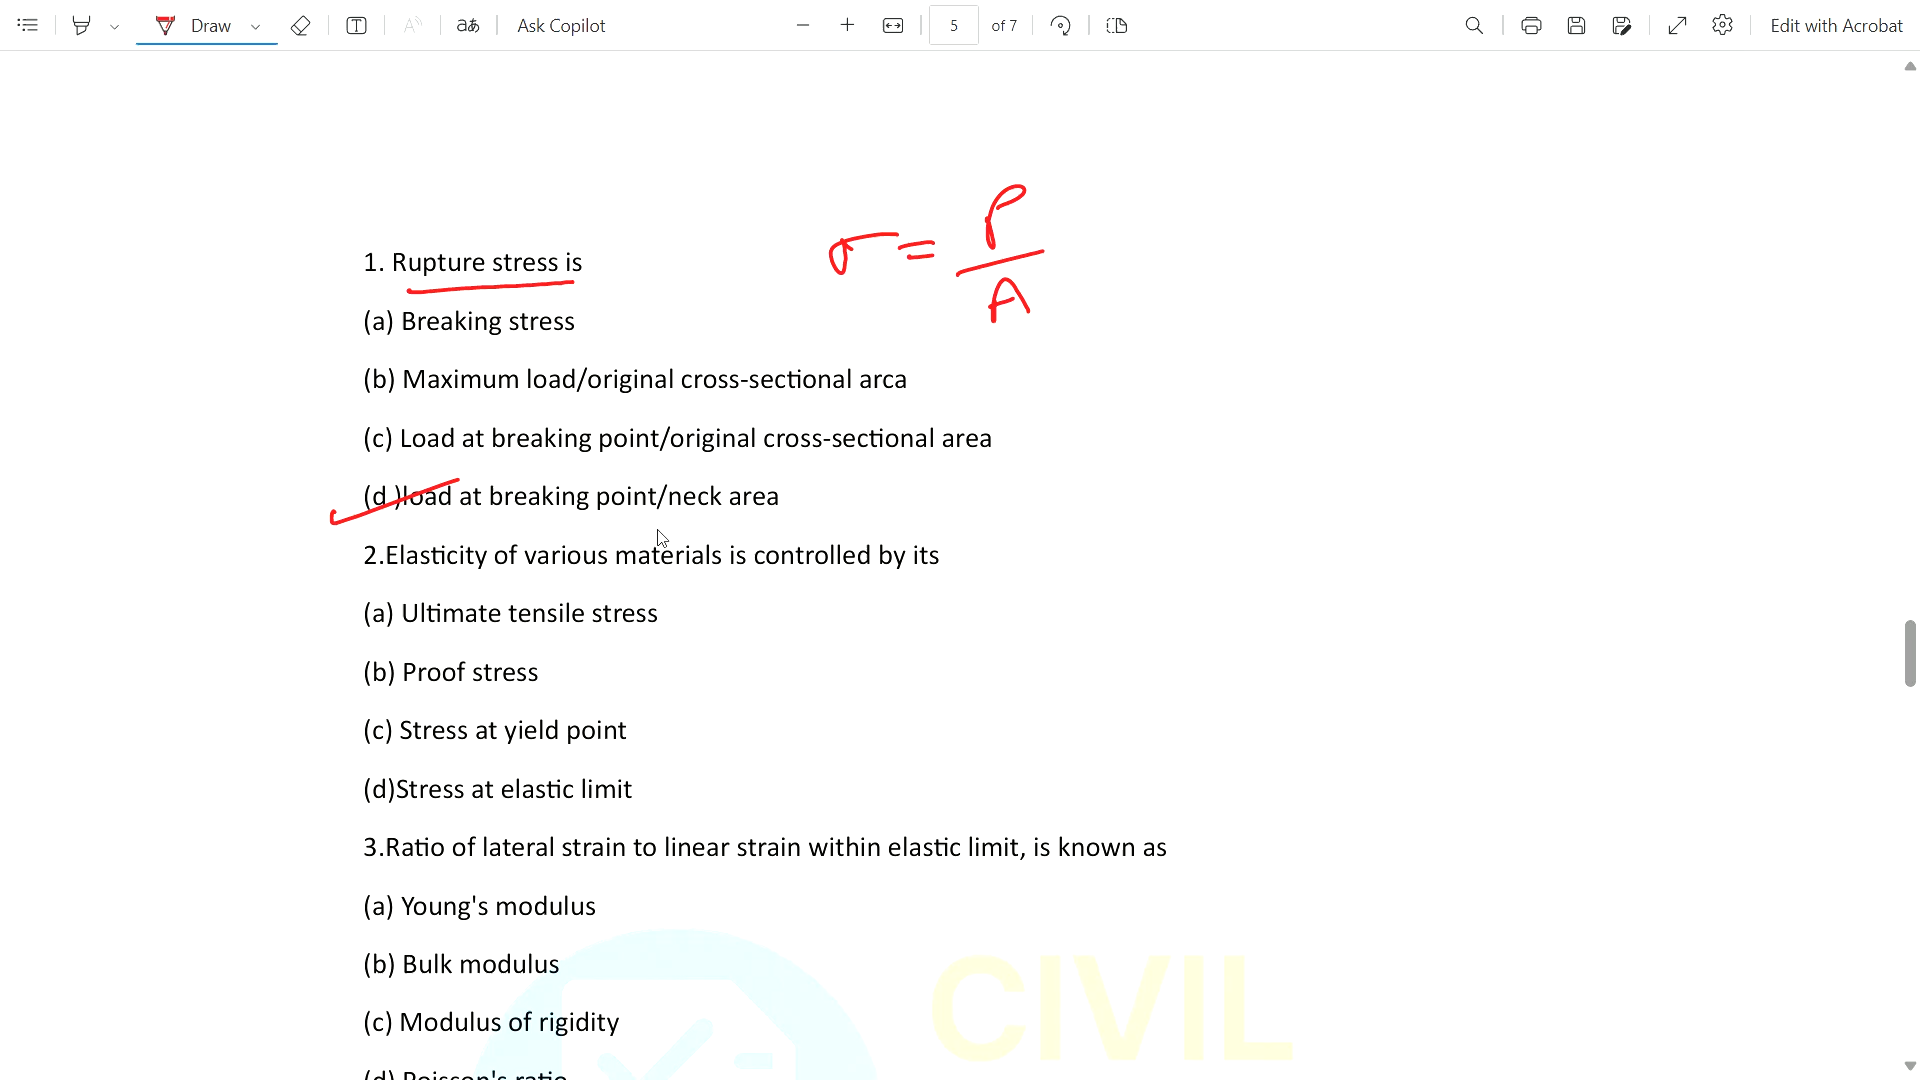 Draw
aあ
Ask Copilot
5
of 7
Edit with Acrobat
σ = P
A
1. Rupture stress is
(a) Breaking stress
(b) Maximum load/original cross-sectional arca
(c) Load at breaking point/original cross-sectional area
(d )load at breaking point/neck area
2.Elasticity of various materials is controlled by its
(a) Ultimate tensile stress
(b) Proof stress
(c) Stress at yield point
(d)Stress at elastic limit
3.Ratio of lateral strain to linear strain within elastic limit, is known as
(a) Young's modulus
(b) Bulk modulus
CIVIL
(c) Modulus of rigidity
(d) Poisson's ratio